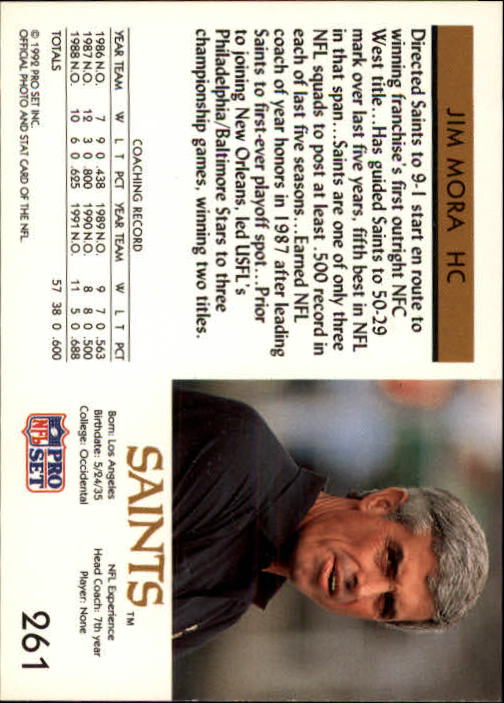 JIM MORA HC
Directed Saints to 9-1 start en route to
winning franchise's first outright NFC
West title...Has guided Saints to 50-29
mark over last five years, fifth best in NFL
in that span...Saints are one of only three
NFL squads to post at least .500 record in
each of last five seasons...Earned NFL
coach of year honors in 1987 after leading
Saints to first-ever playoff spot...Prior
to joining New Orleans, led USFL's
Philadelphia/Baltimore Stars to three
championship games, winning two titles.
COACHING RECORD
YEAR TEAM W L T PCT YEAR TEAM W L T PCT
1986 N.O. 7 9 0 .438 1989 N.O. 9 7 0 .563
1987 N.O. 12 3 0 .800 1990 N.O. 8 8 0 .500
1988 N.O. 10 6 0 .625 1991 N.O. 11 5 0 .688
TOTALS 57 38 0 .600
© 1992 PRO SET INC.
OFFICIAL PHOTO AND STAT CARD OF THE NFL
SAINTS™
Born: Los Angeles NFL Experience
Birthdate: 5/24/35 Head Coach: 7th year
College: Occidental Player: None
PRO
NFL SET
261